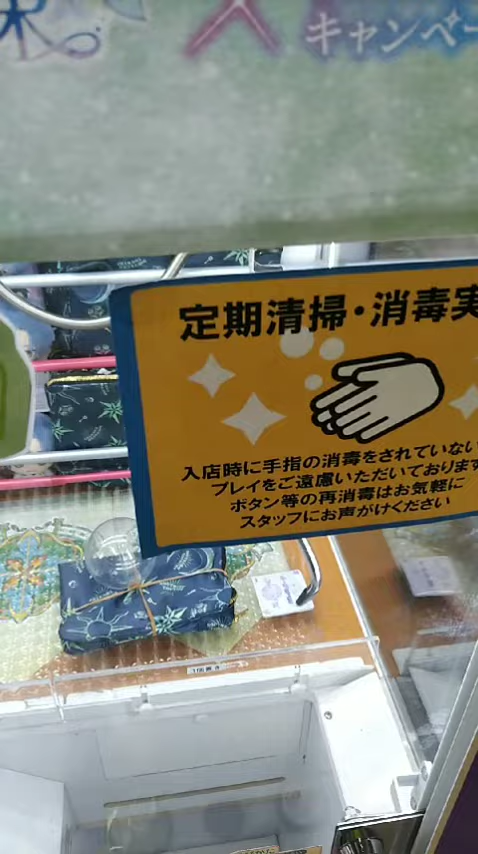 キャンペー
定期清掃・消毒実
入店時に手指の消毒をされていない
プレイをご遠慮いただいております
ボタン等の再消毒はお気軽に
スタッフにお声がけください